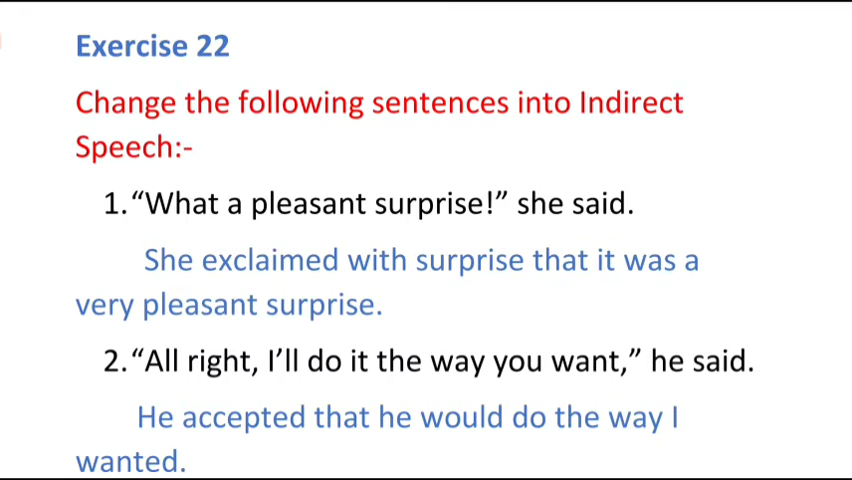 Exercise 22
Change the following sentences into Indirect
Speech:-
1. “What a pleasant surprise!” she said.
She exclaimed with surprise that it was a
very pleasant surprise.
2. “All right, I’ll do it the way you want,” he said.
He accepted that he would do the way I
wanted.